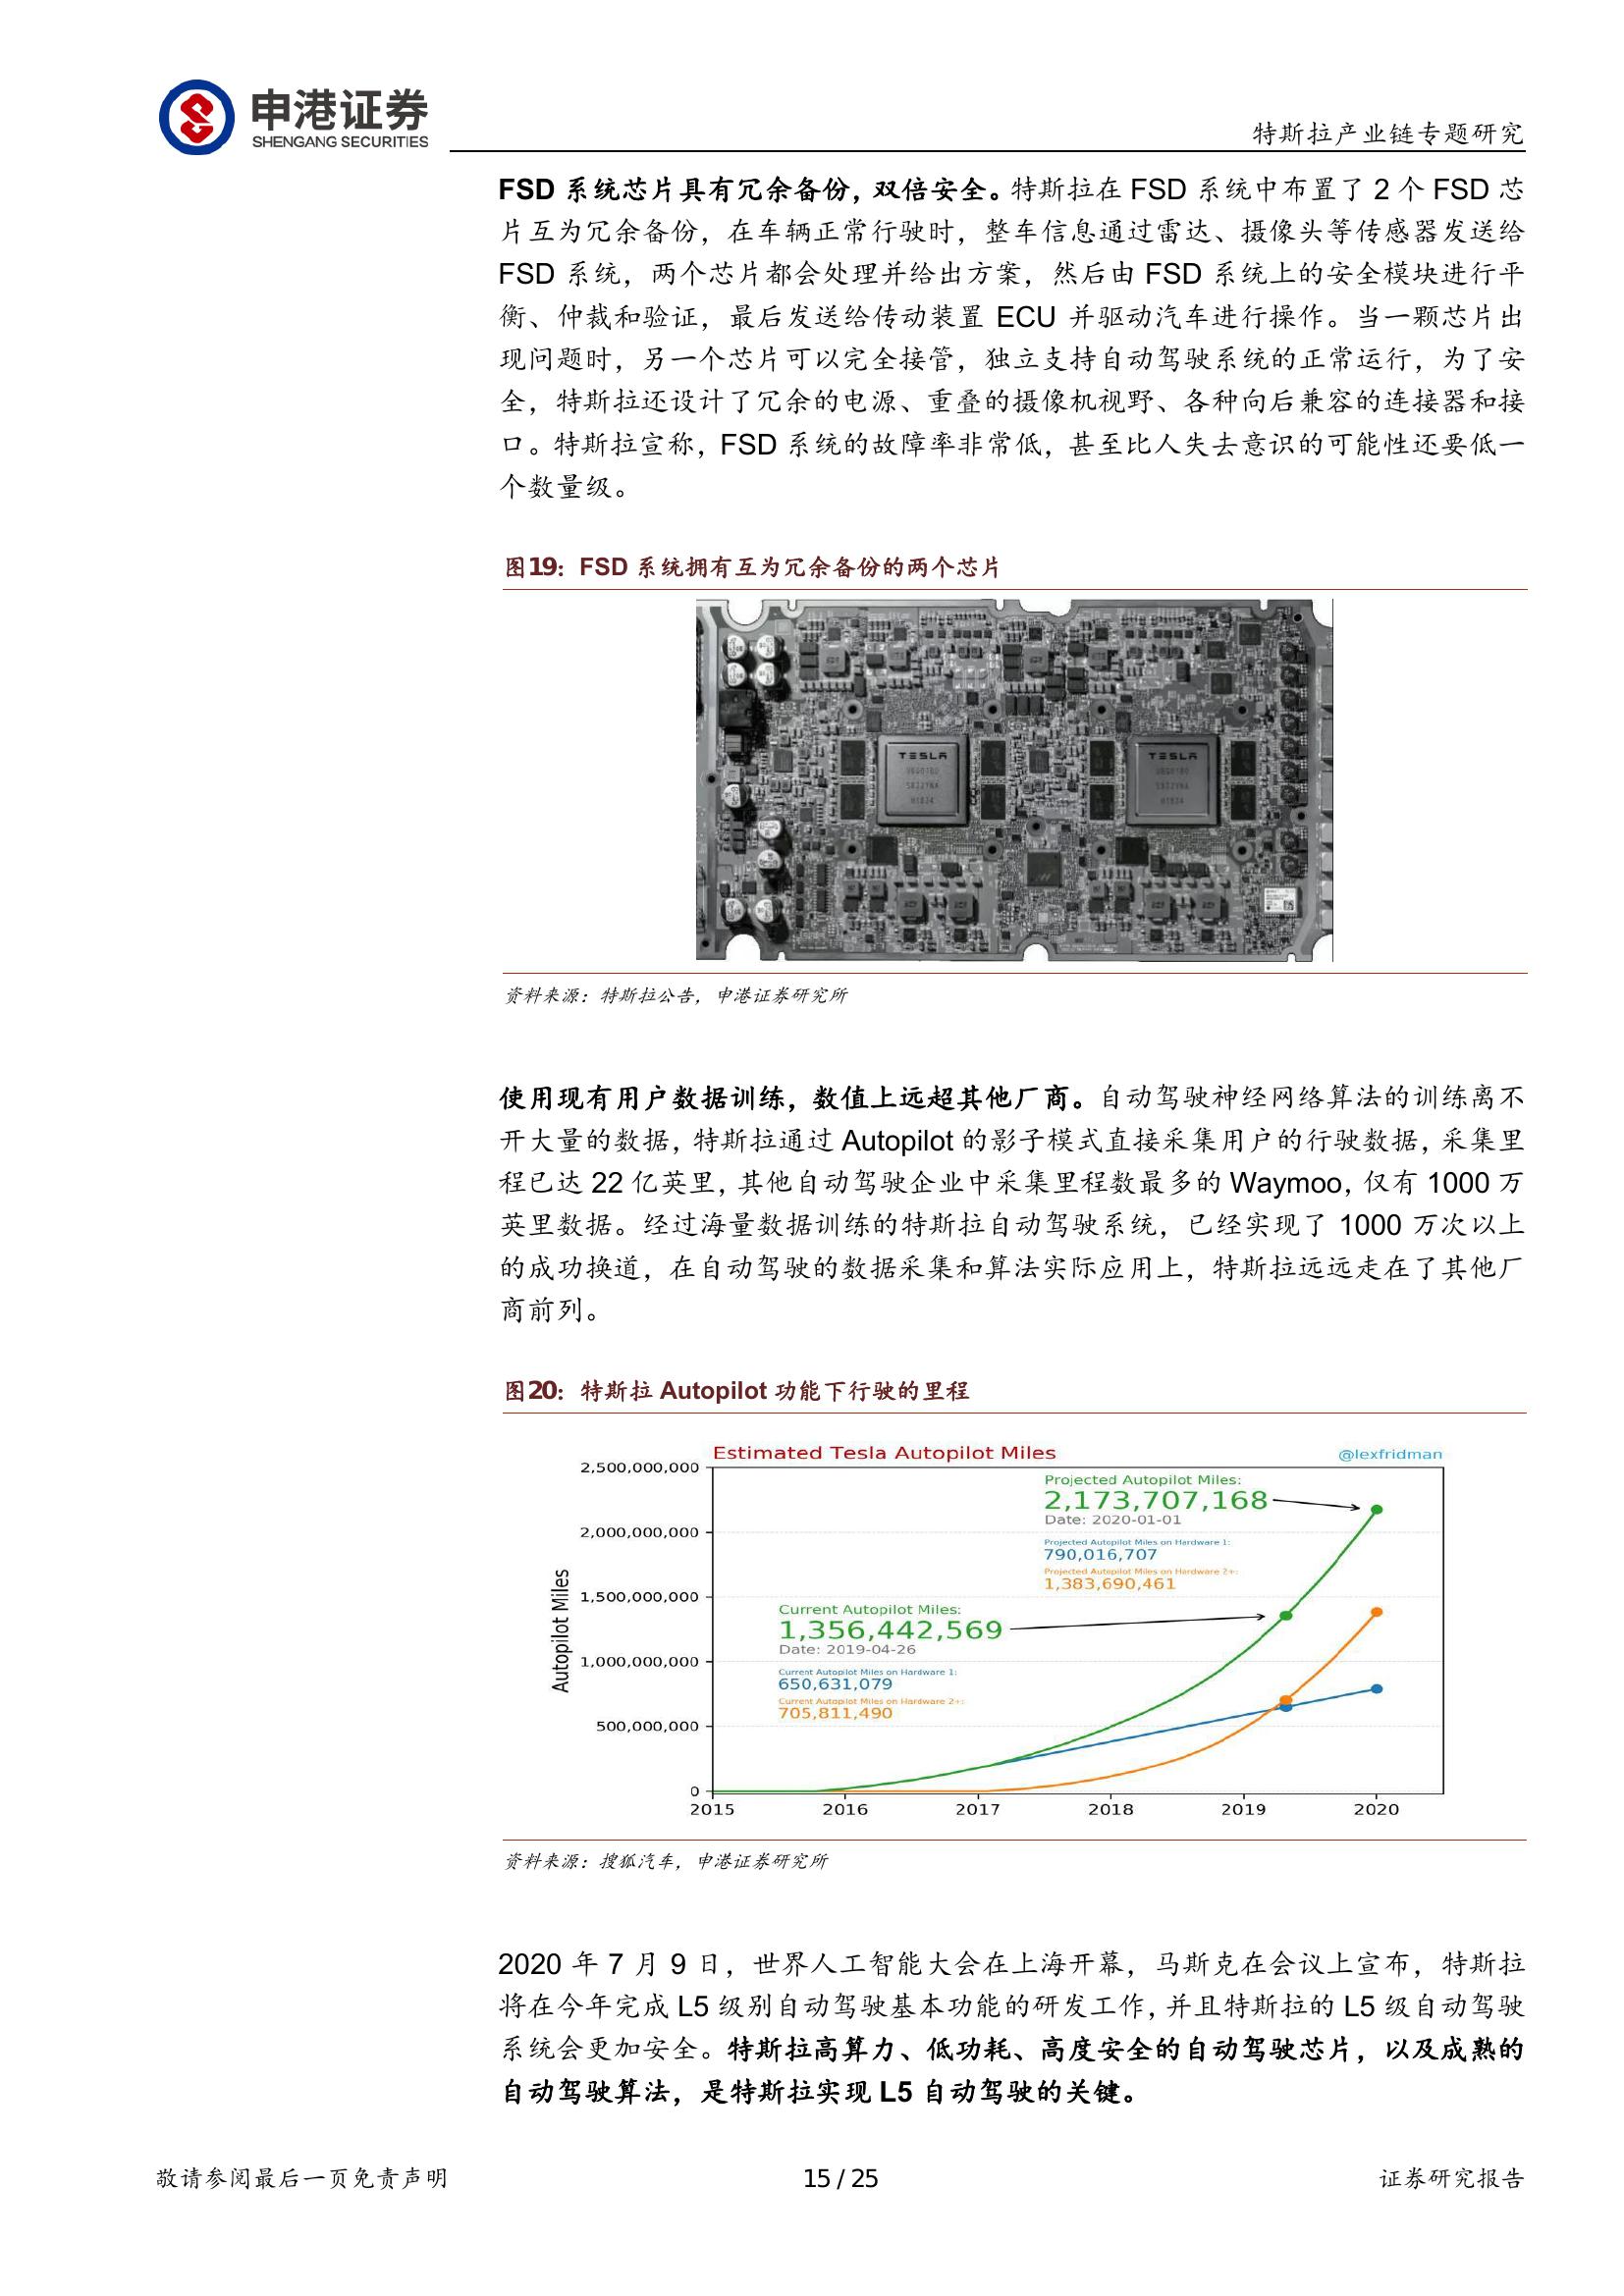 申港证券
SHENGANG SECURITIES
特斯拉产业链专题研究
FSD 系统芯片具有冗余备份，双倍安全。特斯拉在 FSD 系统中布置了 2 个 FSD 芯
片互为冗余备份，在车辆正常行驶时，整车信息通过雷达、摄像头等传感器发送给
FSD 系统，两个芯片都会处理并给出方案，然后由 FSD 系统上的安全模块进行平
衡、仲裁和验证，最后发送给传动装置 ECU 并驱动汽车进行操作。当一颗芯片出
现问题时，另一个芯片可以完全接管，独立支持自动驾驶系统的正常运行，为了安
全，特斯拉还设计了冗余的电源、重叠的摄像机视野、各种向后兼容的连接器和接
口。特斯拉宣称，FSD 系统的故障率非常低，甚至比人失去意识的可能性还要低一
个数量级。
图19：FSD 系统拥有互为冗余备份的两个芯片
TESLA
TESLA
资料来源：特斯拉公告，申港证券研究所
使用现有用户数据训练，数值上远超其他厂商。自动驾驶神经网络算法的训练离不
开大量的数据，特斯拉通过 Autopilot 的影子模式直接采集用户的行驶数据，采集里
程已达 22 亿英里，其他自动驾驶企业中采集里程数最多的 Waymoo，仅有 1000 万
英里数据。经过海量数据训练的特斯拉自动驾驶系统，已经实现了 1000 万次以上
的成功换道，在自动驾驶的数据采集和算法实际应用上，特斯拉远远走在了其他厂
商前列。
图20：特斯拉 Autopilot 功能下行驶的里程
Estimated Tesla Autopilot Miles
@lexfridman
Autopilot Miles
2,500,000,000
2,000,000,000
1,500,000,000
1,000,000,000
500,000,000
0
Projected Autopilot Miles:
2,173,707,168
Date: 2020-01-01
Projected Autopilot Miles on Hardware 1:
790,016,707
Projected Autopilot Miles on Hardware 2+:
1,383,690,461
Current Autopilot Miles:
1,356,442,569
Date: 2019-04-26
Current Autopilot Miles on Hardware 1:
650,631,079
Current Autopilot Miles on Hardware 2+:
705,811,490
2015 2016 2017 2018 2019 2020
资料来源：搜狐汽车，申港证券研究所
2020 年 7 月 9 日，世界人工智能大会在上海开幕，马斯克在会议上宣布，特斯拉
将在今年完成 L5 级别自动驾驶基本功能的研发工作，并且特斯拉的 L5 级自动驾驶
系统会更加安全。特斯拉高算力、低功耗、高度安全的自动驾驶芯片，以及成熟的
自动驾驶算法，是特斯拉实现 L5 自动驾驶的关键。
敬请参阅最后一页免责声明
15 / 25
证券研究报告